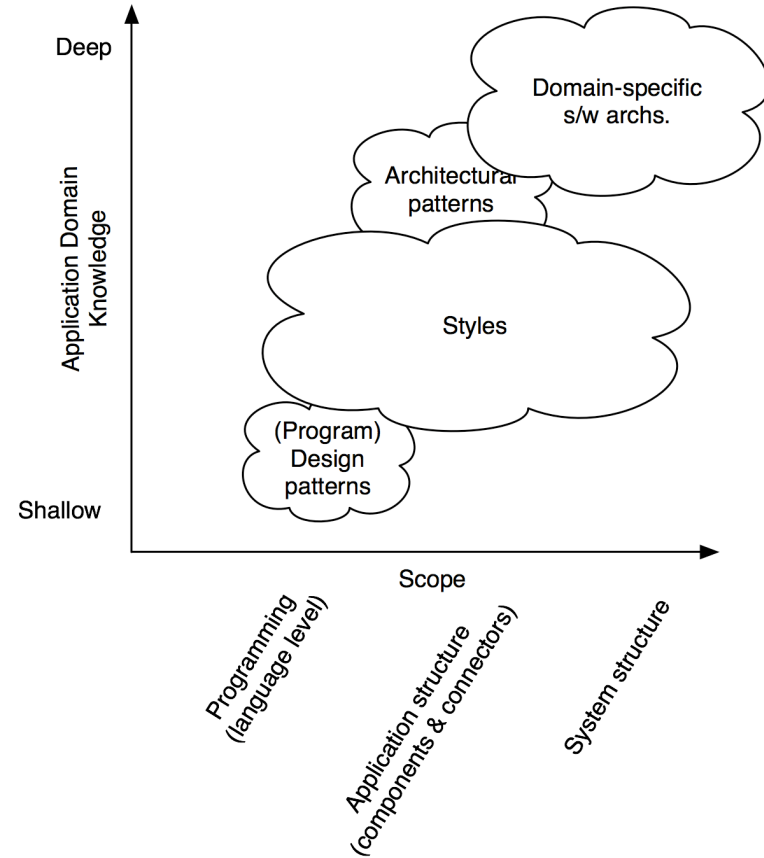 Deep
Domain-specific
s/w archs.
Architectural
patterns
Application Domain
Knowledge
Styles
(Program)
Design
patterns
Shallow
Scope
Programming
(language level)
Application structure
(components & connectors)
System structure